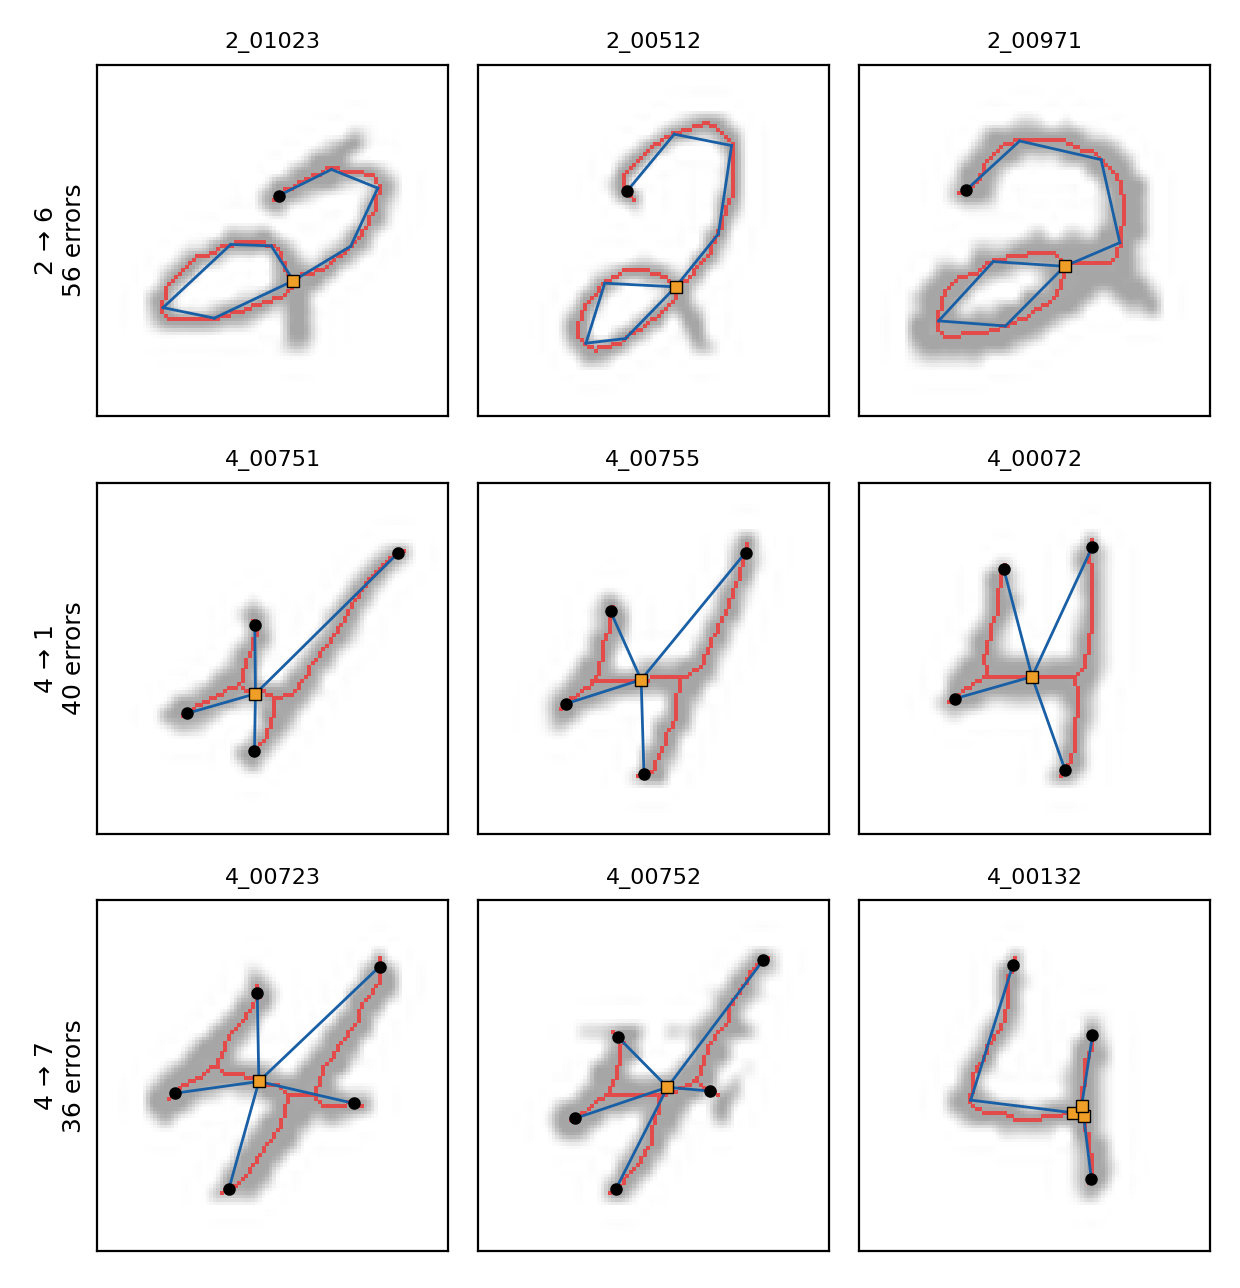 2_01023 2_00512 2_00971
2 → 6
56 errors
4_00751 4_00755 4_00072
4 → 1
40 errors
4_00723 4_00752 4_00132
4 → 7
36 errors